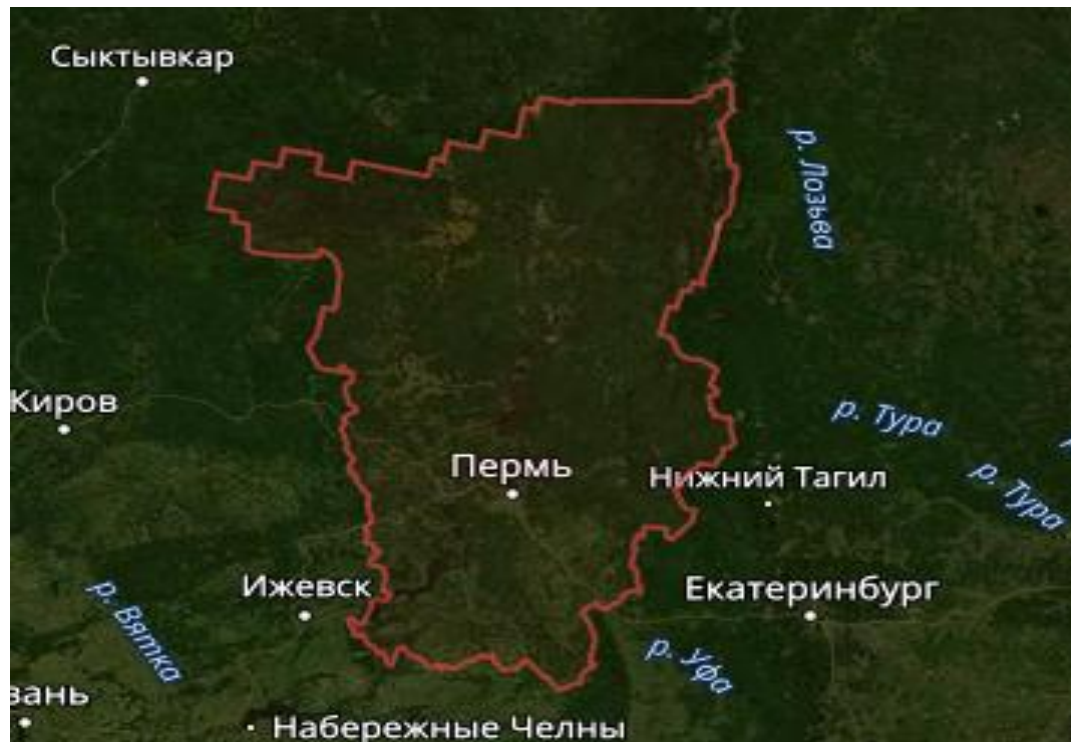 Сыктывкар
р. Лозьва
Киров
р. Тура
Пермь
Нижний Тагил
р. Тура
Ижевск
Екатеринбург
р. Вятка
р. Уфа
зань
Набережные Челны